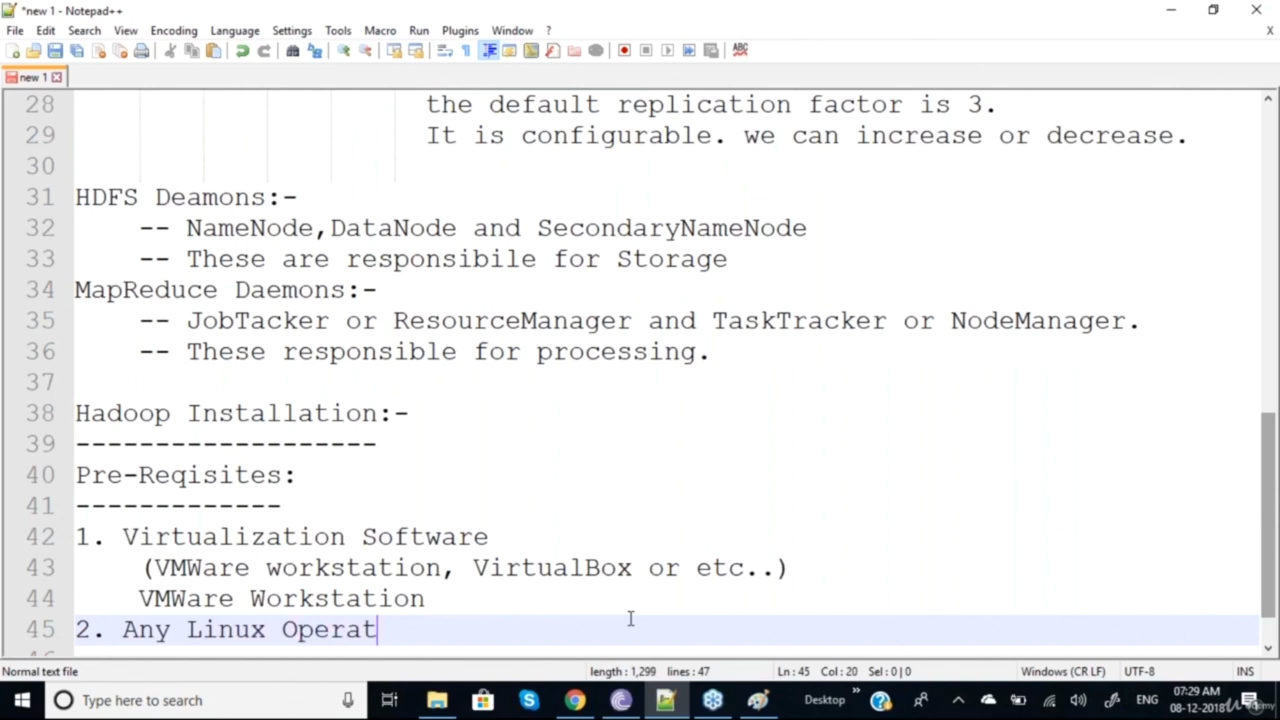 *new 1 - Notepad++
File Edit Search View Encoding Language Settings Tools Macro Run Plugins Window ? X
new 1
28 the default replication factor is 3.
29 It is configurable. we can increase or decrease.
30
31 HDFS Deamons:-
32 -- NameNode,DataNode and SecondaryNameNode
33 -- These are responsibile for Storage
34 MapReduce Daemons:-
35 -- JobTacker or ResourceManager and TaskTracker or NodeManager.
36 -- These responsible for processing.
37
38 Hadoop Installation:-
39 -------------------
40 Pre-Reqisites:
41 -------------
42 1. Virtualization Software
43 (VMWare workstation, VirtualBox or etc..)
44 VMWare Workstation
45 2. Any Linux Operat
Normal text file length : 1,299 lines : 47 Ln : 45 Col : 20 Sel : 0 | 0 Windows (CR LF) UTF-8 INS
Type here to search Desktop ENG 07:29 AM
08-12-2018